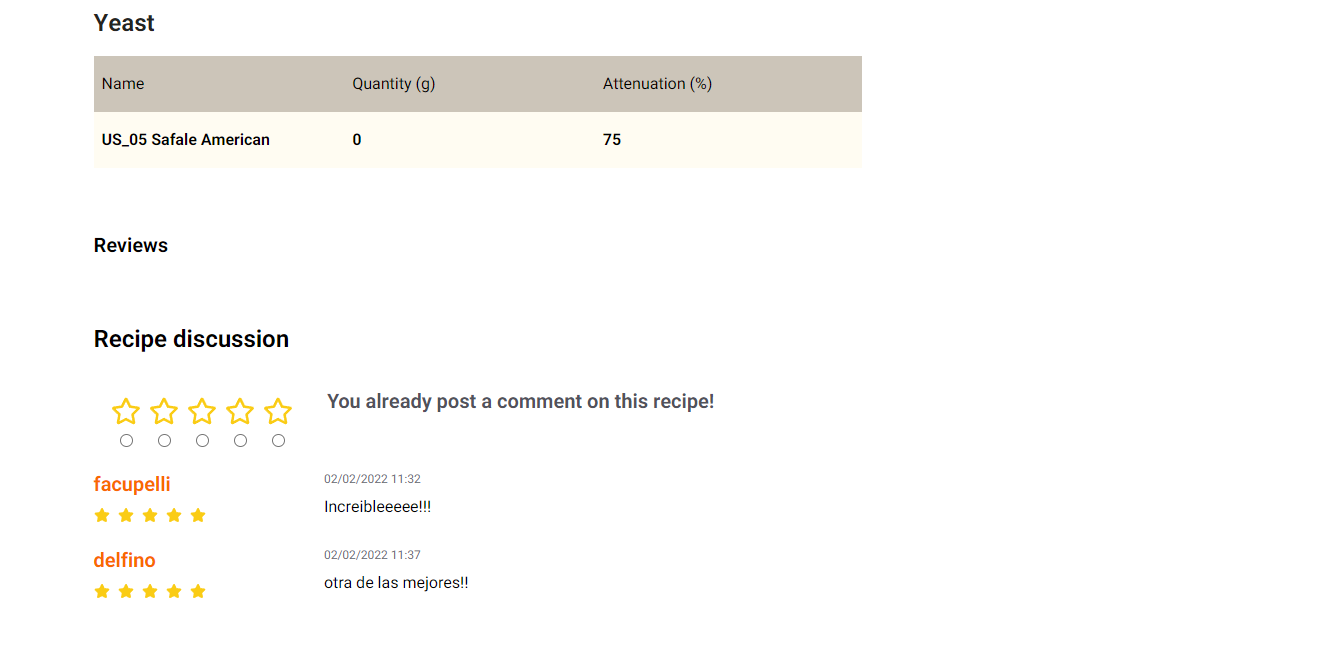 Yeast
Name Quantity (g) Attenuation (%)
US_05 Safale American 0 75
Reviews
Recipe discussion
You already post a comment on this recipe!
facupelli 02/02/2022 11:32
Increibleeeee!!!
delfino 02/02/2022 11:37
otra de las mejores!!